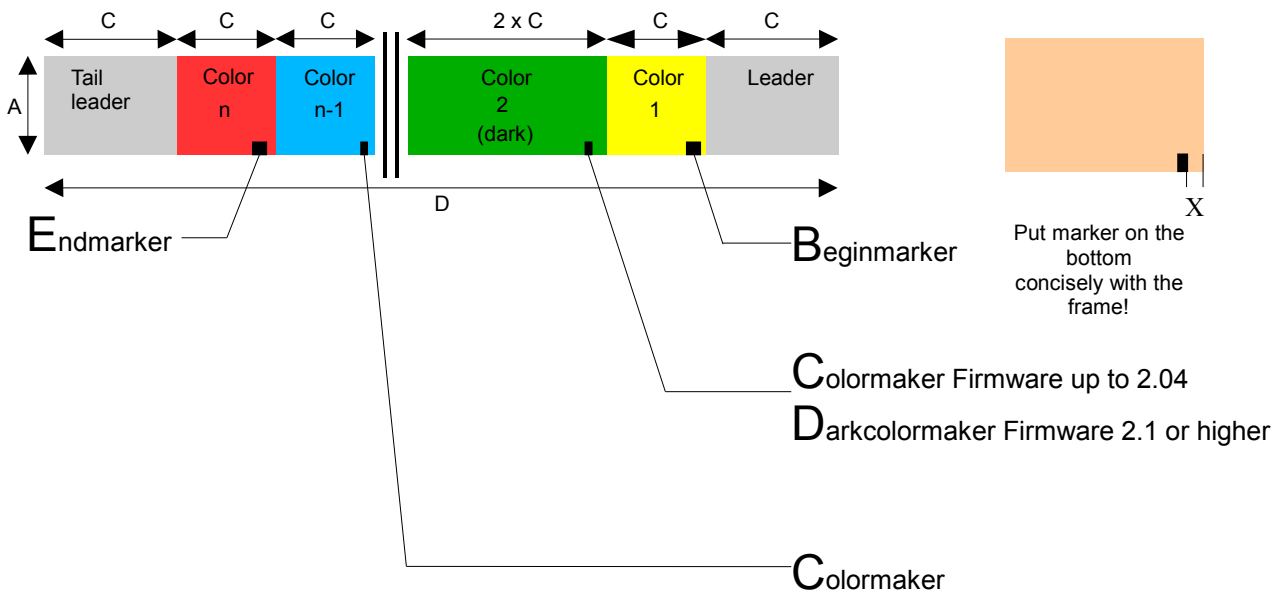 C
C
C
2 x C
C
C
A
Tail
leader
Color
n
Color
n-1
Color
2
(dark)
Color
1
Leader
D
X
Endmarker
Beginmarker
Put marker on the
bottom
concisely with the
frame!
Colormaker Firmware up to 2.04
Darkcolormaker Firmware 2.1 or higher
Colormaker